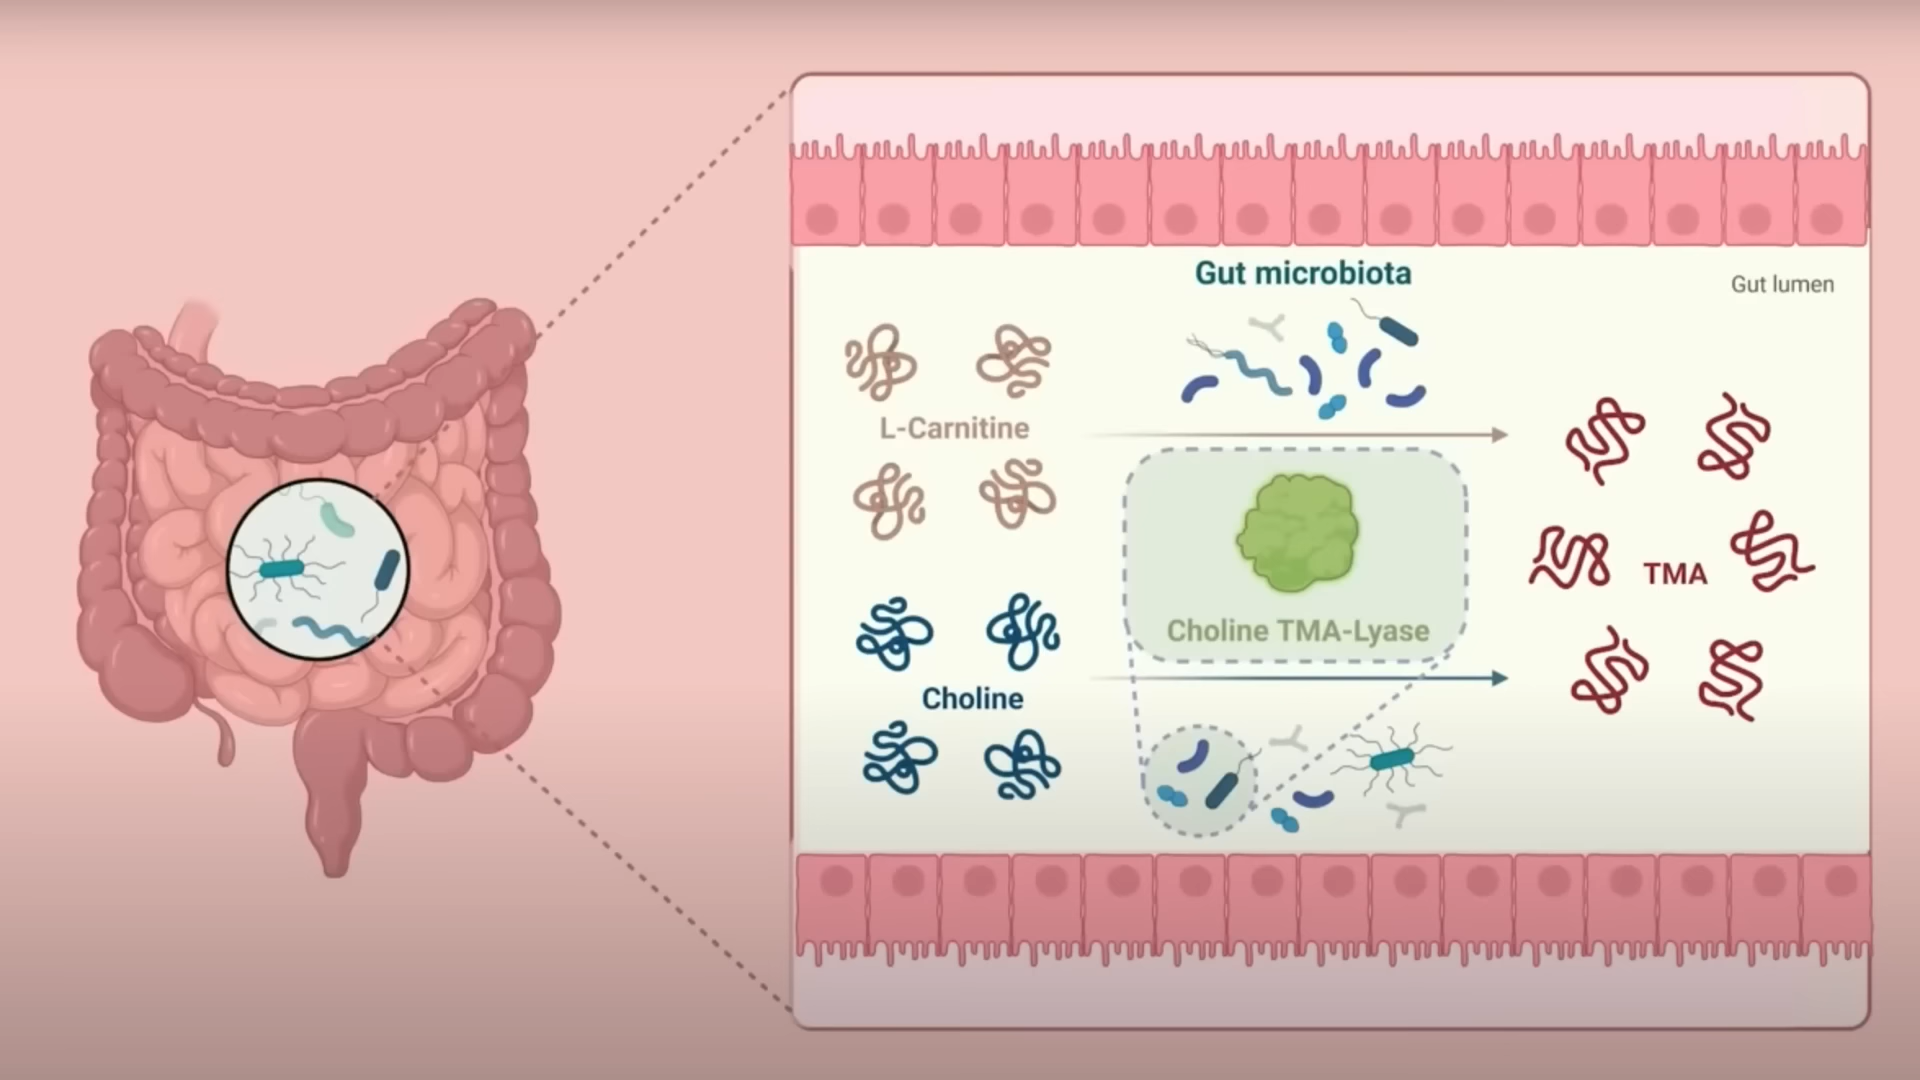 Gut microbiota
Gut lumen
L-Carnitine
Choline TMA-Lyase
TMA
Choline